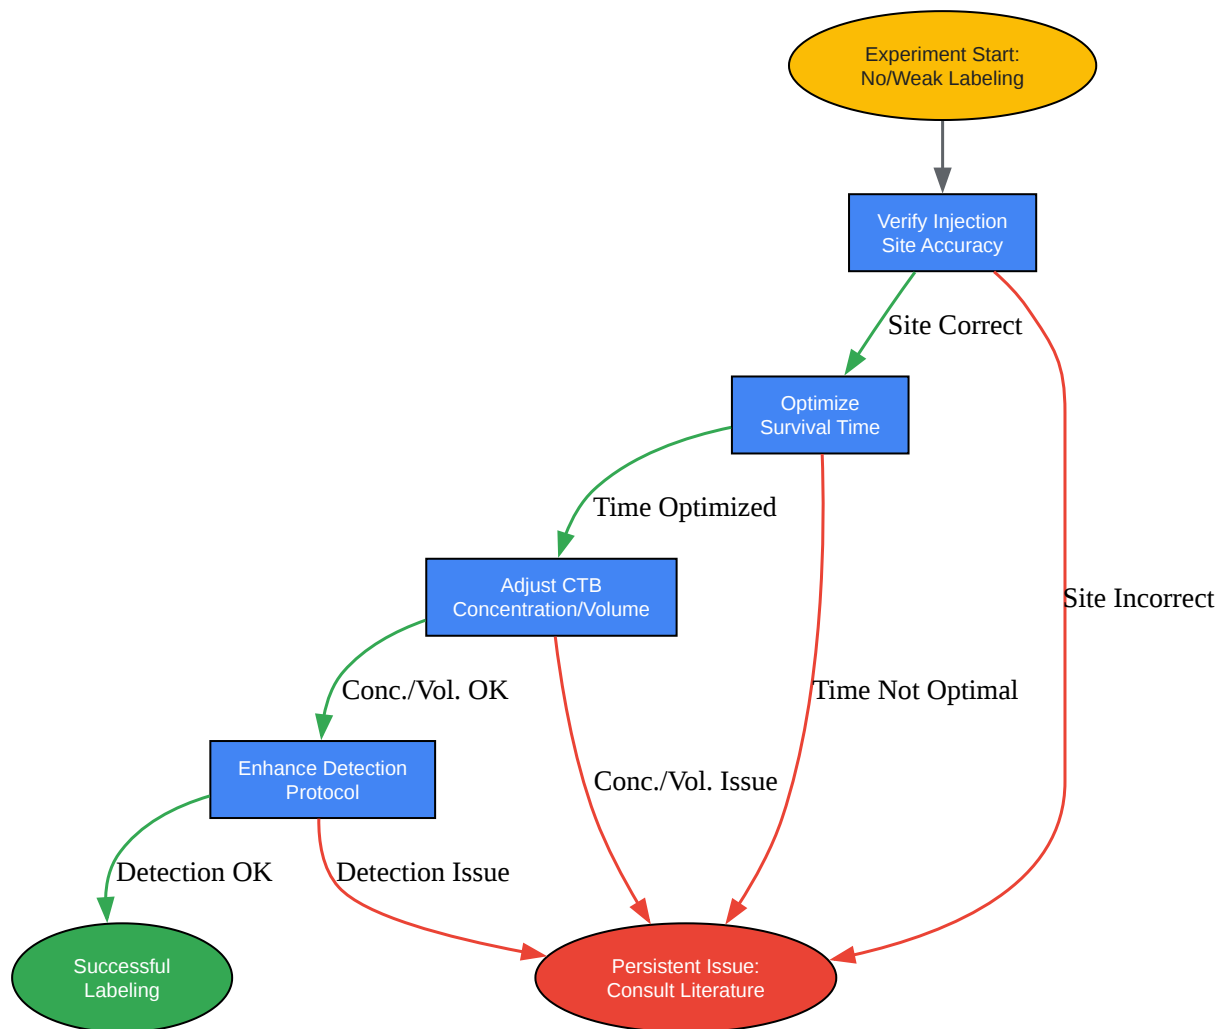 Experiment Start:
No/Weak Labeling
Verify Injection
Site Accuracy
Site Correct
Optimize
Survival Time
Time Optimized
Adjust CTB
Concentration/Volume
Site Incorrect
Conc./Vol. OK
Time Not Optimal
Enhance Detection
Protocol
Conc./Vol. Issue
Detection OK
Detection Issue
Successful
Labeling
Persistent Issue:
Consult Literature